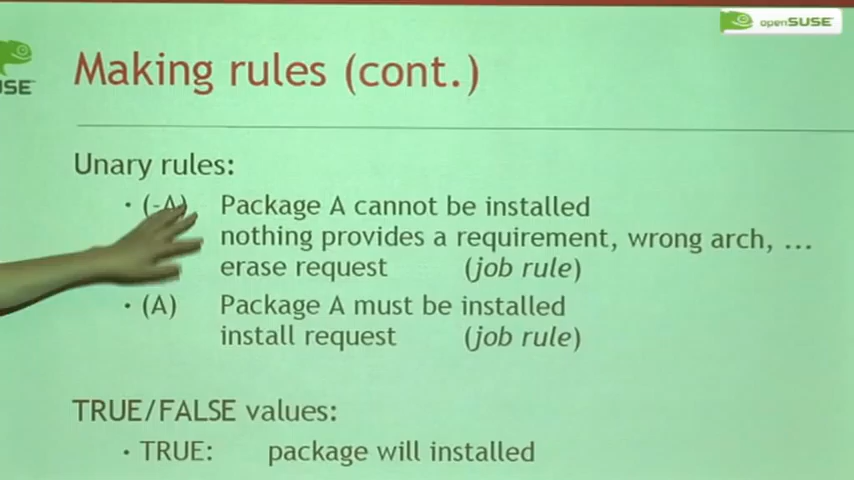 openSUSE
SUSE
Making rules (cont.)
Unary rules:
• (-A) Package A cannot be installed
nothing provides a requirement, wrong arch, ...
erase request (job rule)
• (A) Package A must be installed
install request (job rule)
TRUE/FALSE values:
• TRUE: package will installed